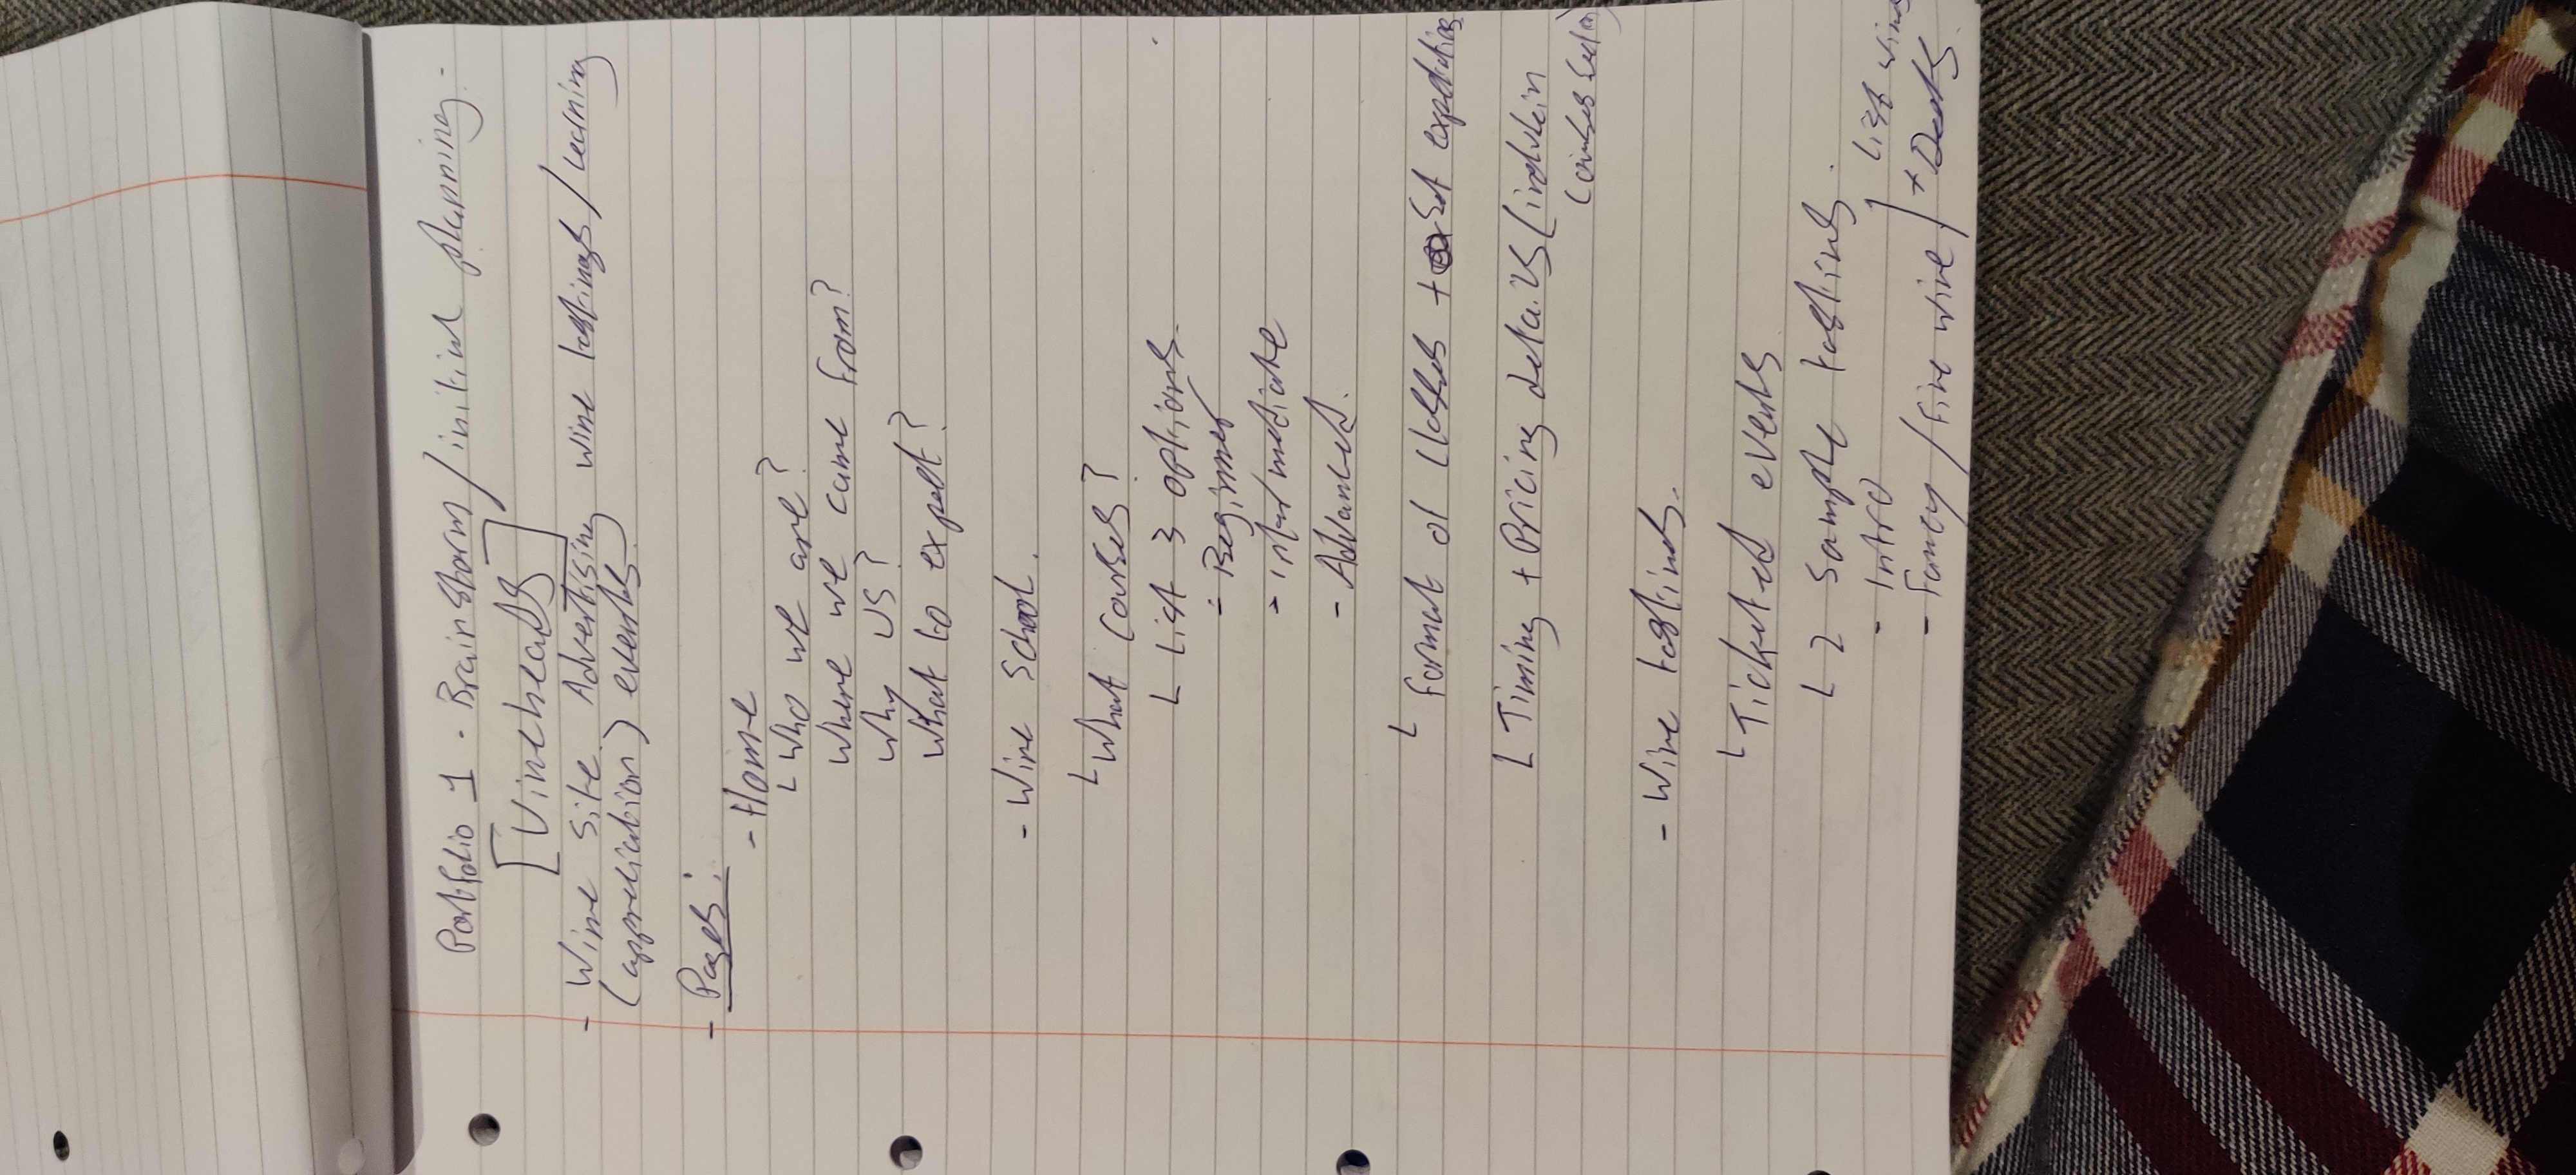 Portfolio 1 - Brainstorm / initial planning.
[Vineheads]
- Wine Site. Advertising wine tastings / learning
(appreciation) events.
- Pages:
- Home
Who we are?
Where we came from?
Why US?
What to expect?
- Wine School.
What courses?
List 3 options.
- Beginner
- intermediate
- Advanced.
format of classes + Set expectations
Timing + Pricing details (include in
courses section)
- Wine tastings.
Ticketed events
2 sample tastings.
- Intro
- Fancy / fine wine
List wines
+